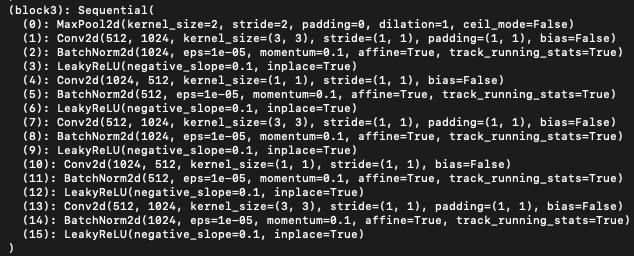 (block3): Sequential(
(0): MaxPool2d(kernel_size=2, stride=2, padding=0, dilation=1, ceil_mode=False)
(1): Conv2d(512, 1024, kernel_size=(3, 3), stride=(1, 1), padding=(1, 1), bias=False)
(2): BatchNorm2d(1024, eps=1e-05, momentum=0.1, affine=True, track_running_stats=True)
(3): LeakyReLU(negative_slope=0.1, inplace=True)
(4): Conv2d(1024, 512, kernel_size=(1, 1), stride=(1, 1), bias=False)
(5): BatchNorm2d(512, eps=1e-05, momentum=0.1, affine=True, track_running_stats=True)
(6): LeakyReLU(negative_slope=0.1, inplace=True)
(7): Conv2d(512, 1024, kernel_size=(3, 3), stride=(1, 1), padding=(1, 1), bias=False)
(8): BatchNorm2d(1024, eps=1e-05, momentum=0.1, affine=True, track_running_stats=True)
(9): LeakyReLU(negative_slope=0.1, inplace=True)
(10): Conv2d(1024, 512, kernel_size=(1, 1), stride=(1, 1), bias=False)
(11): BatchNorm2d(512, eps=1e-05, momentum=0.1, affine=True, track_running_stats=True)
(12): LeakyReLU(negative_slope=0.1, inplace=True)
(13): Conv2d(512, 1024, kernel_size=(3, 3), stride=(1, 1), padding=(1, 1), bias=False)
(14): BatchNorm2d(1024, eps=1e-05, momentum=0.1, affine=True, track_running_stats=True)
(15): LeakyReLU(negative_slope=0.1, inplace=True)
)